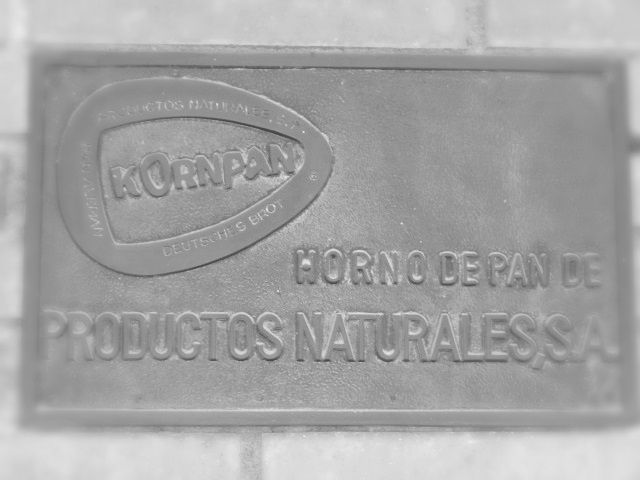 PRODUCTOS NATURALES, S.A.
KORNPAN
®
DEUTSCHES BROT
HORNO DE PAN DE
PRODUCTOS NATURALES, S.A.